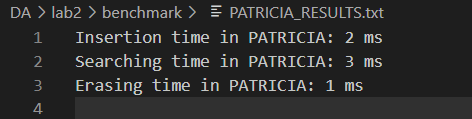 DA > lab2 > benchmark > PATRICIA_RESULTS.txt
1 Insertion time in PATRICIA: 2 ms
2 Searching time in PATRICIA: 3 ms
3 Erasing time in PATRICIA: 1 ms
4